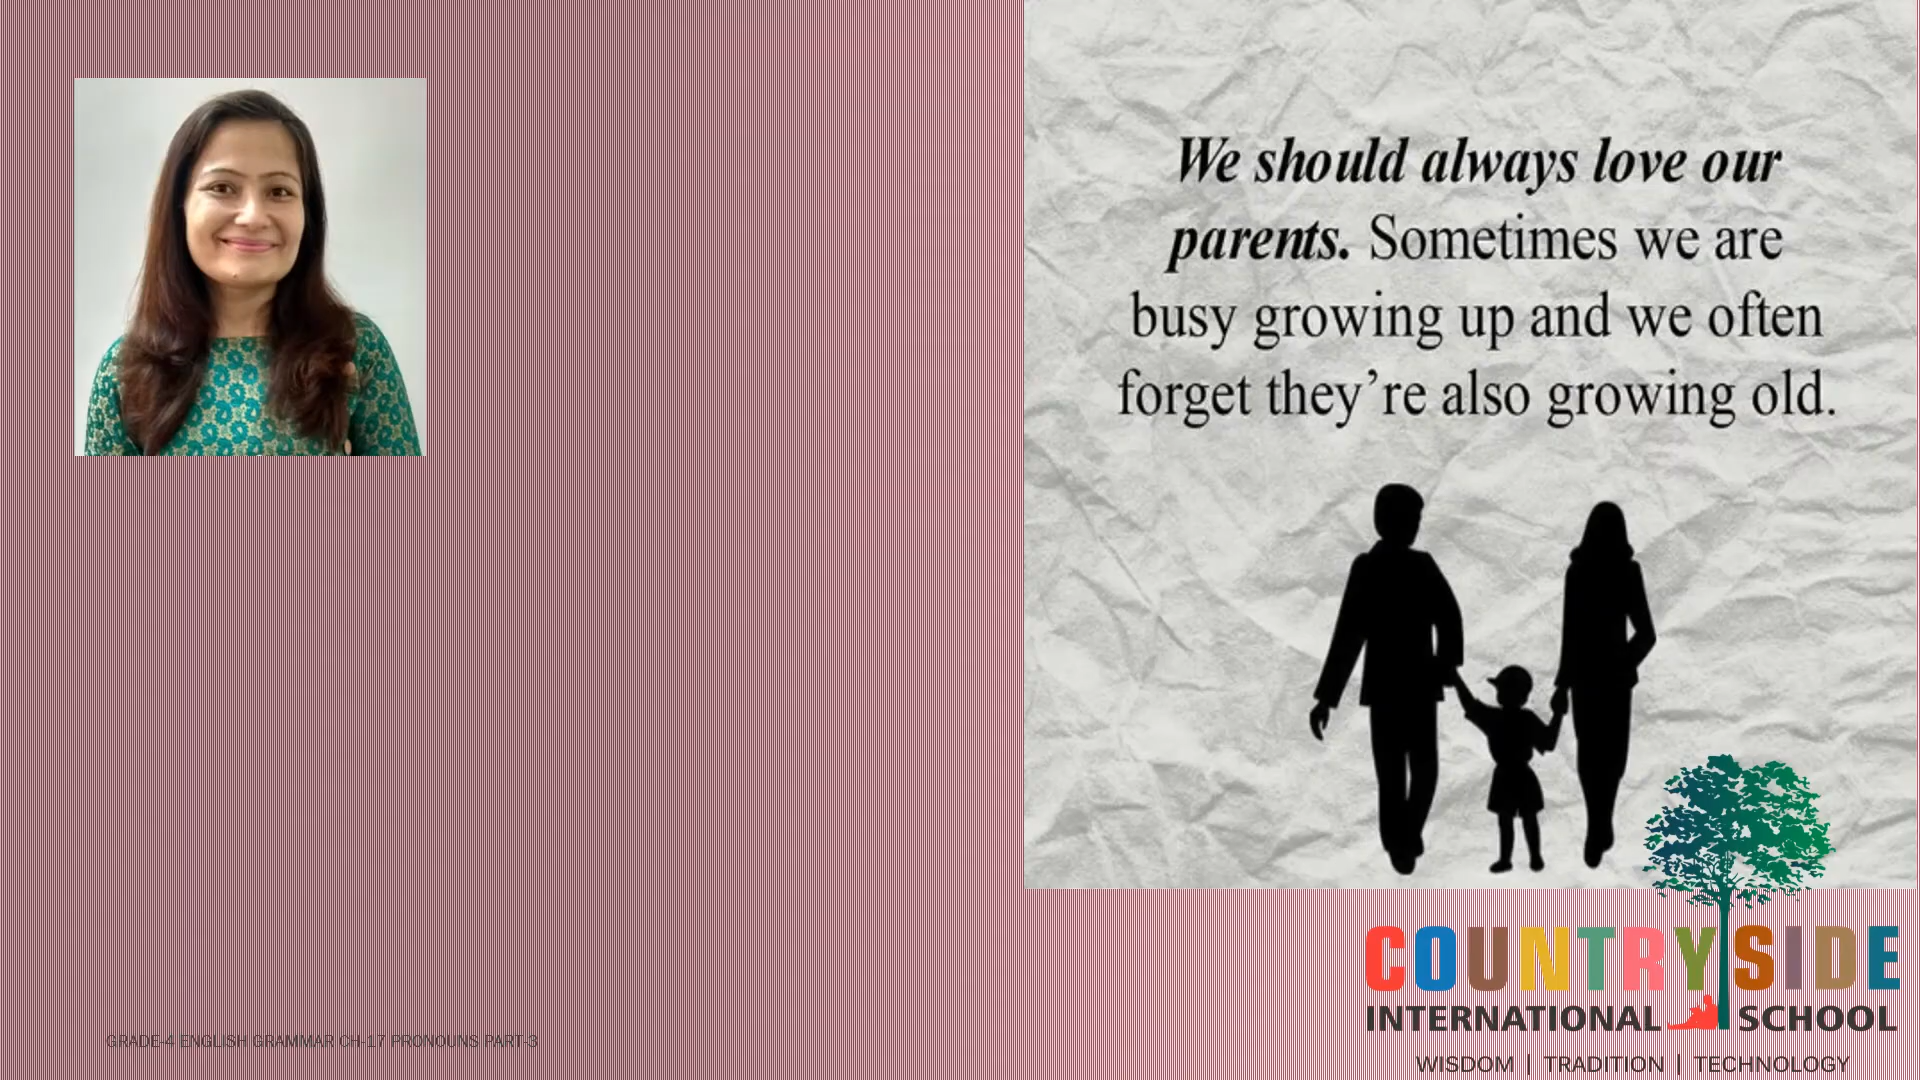 We should always love our
parents. Sometimes we are
busy growing up and we often
forget they’re also growing old.
COUNTRYSIDE
INTERNATIONAL SCHOOL
WISDOM | TRADITION | TECHNOLOGY
GRADE-4 ENGLISH GRAMMAR CH-17 PRONOUNS PART-3